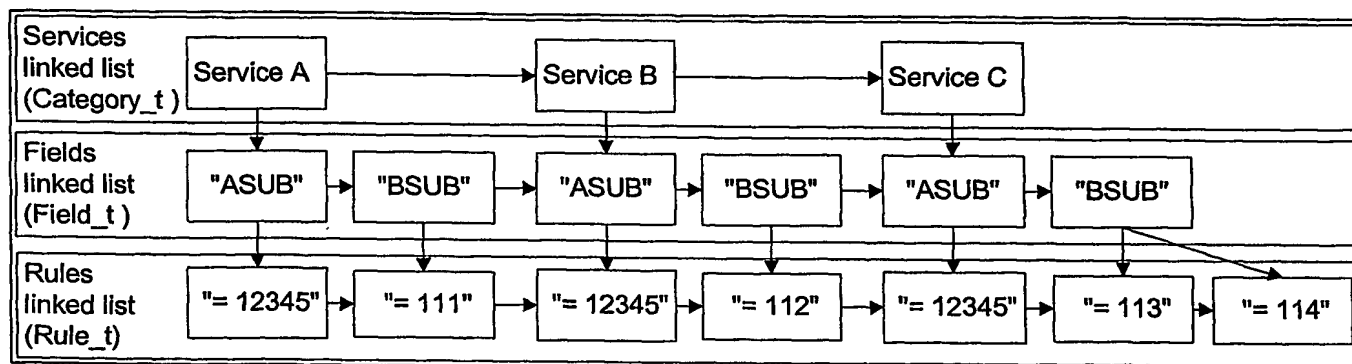 Services
linked list
(Category_t )
Service A
Service B
Service C
Fields
linked list
(Field_t )
"ASUB"
"BSUB"
"ASUB"
"BSUB"
"ASUB"
"BSUB"
Rules
linked list
(Rule_t)
"= 12345"
"= 111"
"= 12345"
"= 112"
"= 12345"
"= 113"
"= 114"